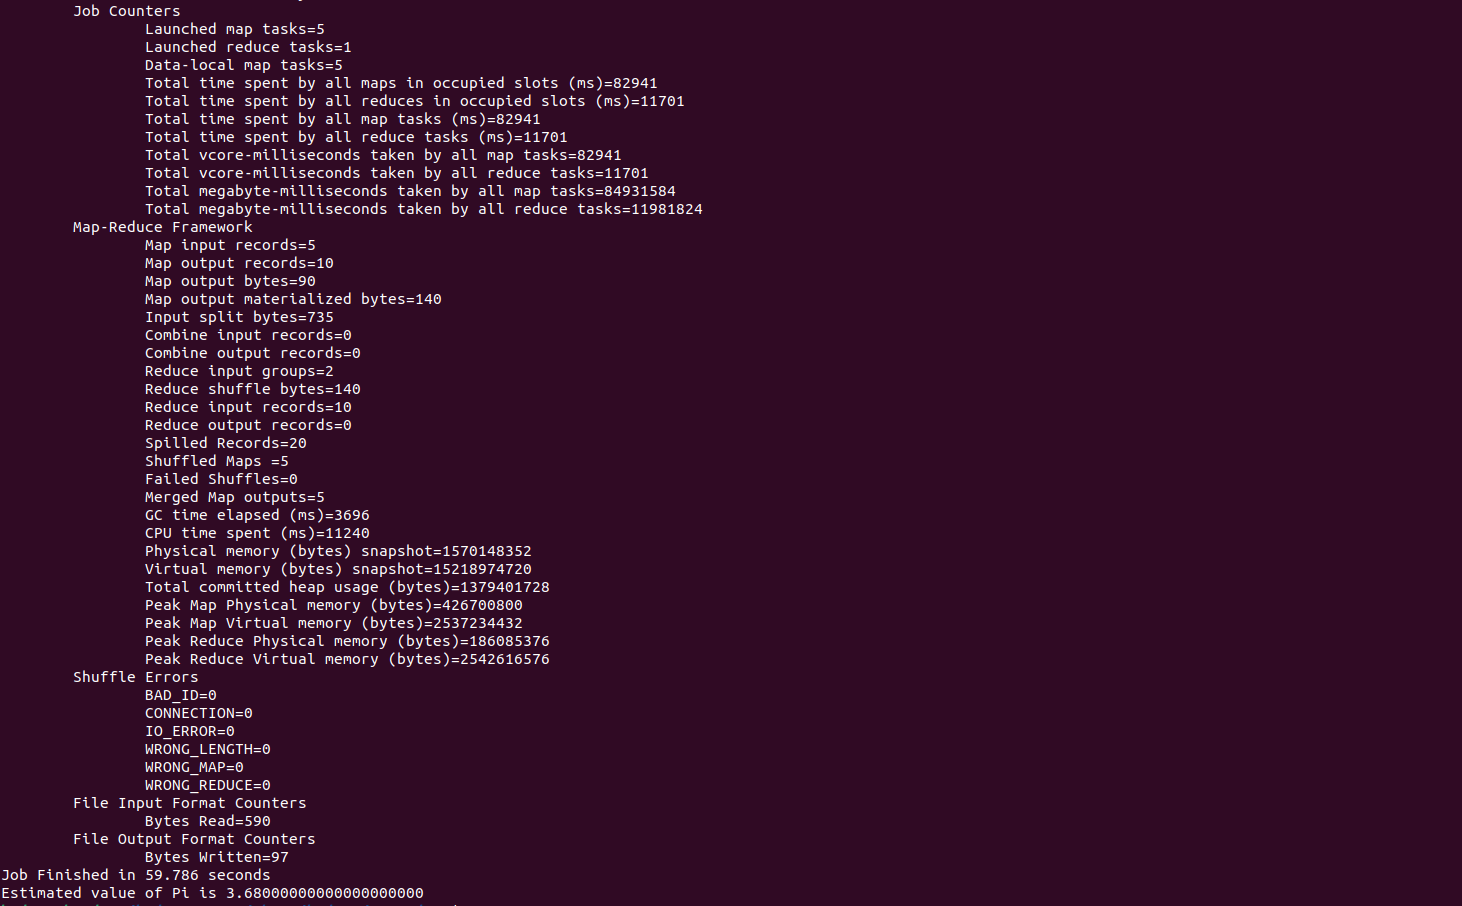 Job Counters
Launched map tasks=5
Launched reduce tasks=1
Data-local map tasks=5
Total time spent by all maps in occupied slots (ms)=82941
Total time spent by all reduces in occupied slots (ms)=11701
Total time spent by all map tasks (ms)=82941
Total time spent by all reduce tasks (ms)=11701
Total vcore-milliseconds taken by all map tasks=82941
Total vcore-milliseconds taken by all reduce tasks=11701
Total megabyte-milliseconds taken by all map tasks=84931584
Total megabyte-milliseconds taken by all reduce tasks=11981824
Map-Reduce Framework
Map input records=5
Map output records=10
Map output bytes=90
Map output materialized bytes=140
Input split bytes=735
Combine input records=0
Combine output records=0
Reduce input groups=2
Reduce shuffle bytes=140
Reduce input records=10
Reduce output records=0
Spilled Records=20
Shuffled Maps =5
Failed Shuffles=0
Merged Map outputs=5
GC time elapsed (ms)=3696
CPU time spent (ms)=11240
Physical memory (bytes) snapshot=1570148352
Virtual memory (bytes) snapshot=15218974720
Total committed heap usage (bytes)=1379401728
Peak Map Physical memory (bytes)=426700800
Peak Map Virtual memory (bytes)=2537234432
Peak Reduce Physical memory (bytes)=186085376
Peak Reduce Virtual memory (bytes)=2542616576
Shuffle Errors
BAD_ID=0
CONNECTION=0
IO_ERROR=0
WRONG_LENGTH=0
WRONG_MAP=0
WRONG_REDUCE=0
File Input Format Counters
Bytes Read=590
File Output Format Counters
Bytes Written=97
Job Finished in 59.786 seconds
Estimated value of Pi is 3.68000000000000000000